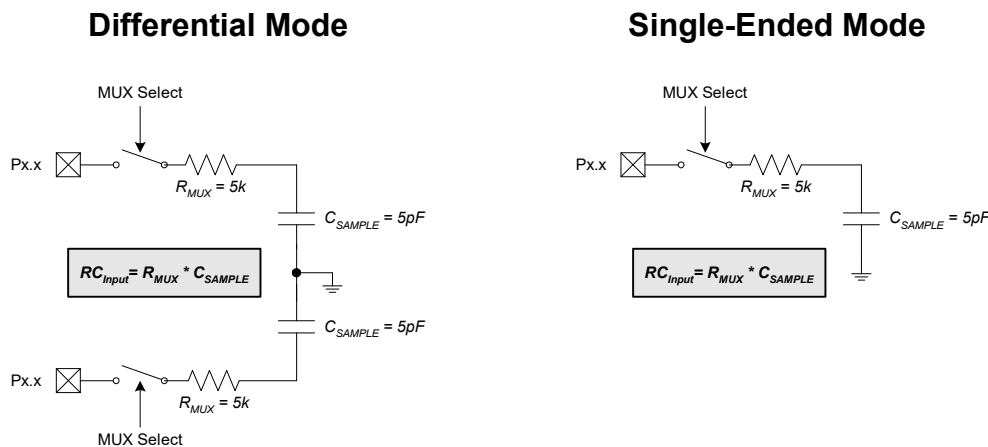 Differential Mode
MUX Select
Px.x
R_MUX = 5k
C_SAMPLE = 5pF
RC_Input= R_MUX * C_SAMPLE
C_SAMPLE = 5pF
Px.x
R_MUX = 5k
MUX Select
Single-Ended Mode
MUX Select
Px.x
R_MUX = 5k
C_SAMPLE = 5pF
RC_Input= R_MUX * C_SAMPLE